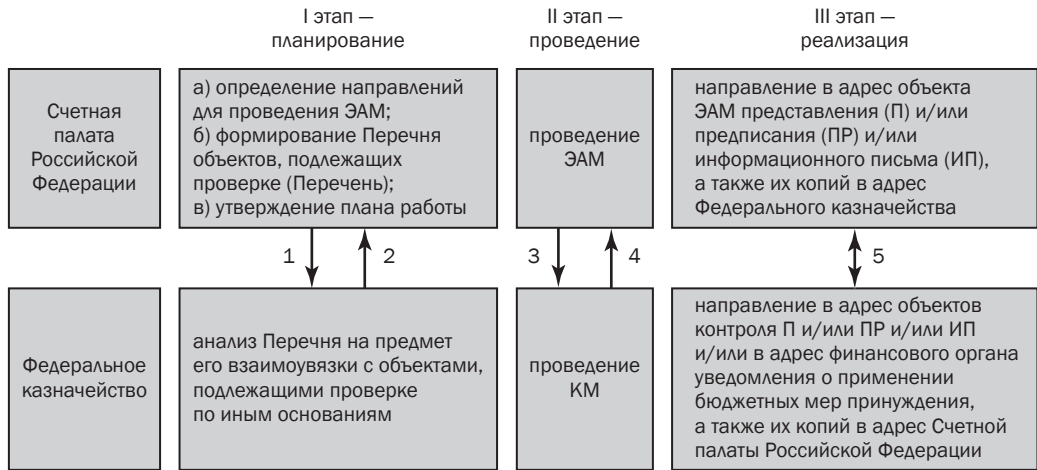 I этап —
планирование
II этап —
проведение
III этап —
реализация
Счетная
палата
Российской
Федерации
а) определение направлений
для проведения ЭАМ;
б) формирование Перечня
объектов, подлежащих
проверке (Перечень);
в) утверждение плана работы
проведение
ЭАМ
направление в адрес объекта
ЭАМ представления (П) и/или
предписания (ПР) и/или
информационного письма (ИП),
а также их копий в адрес
Федерального казначейства
1
2
3
4
5
Федеральное
казначейство
анализ Перечня на предмет
его взаимоувязки с объектами,
подлежащими проверке
по иным основаниям
проведение
КМ
направление в адрес объектов
контроля П и/или ПР и/или ИП
и/или в адрес финансового органа
уведомления о применении
бюджетных мер принуждения,
а также их копий в адрес Счетной
палаты Российской Федерации